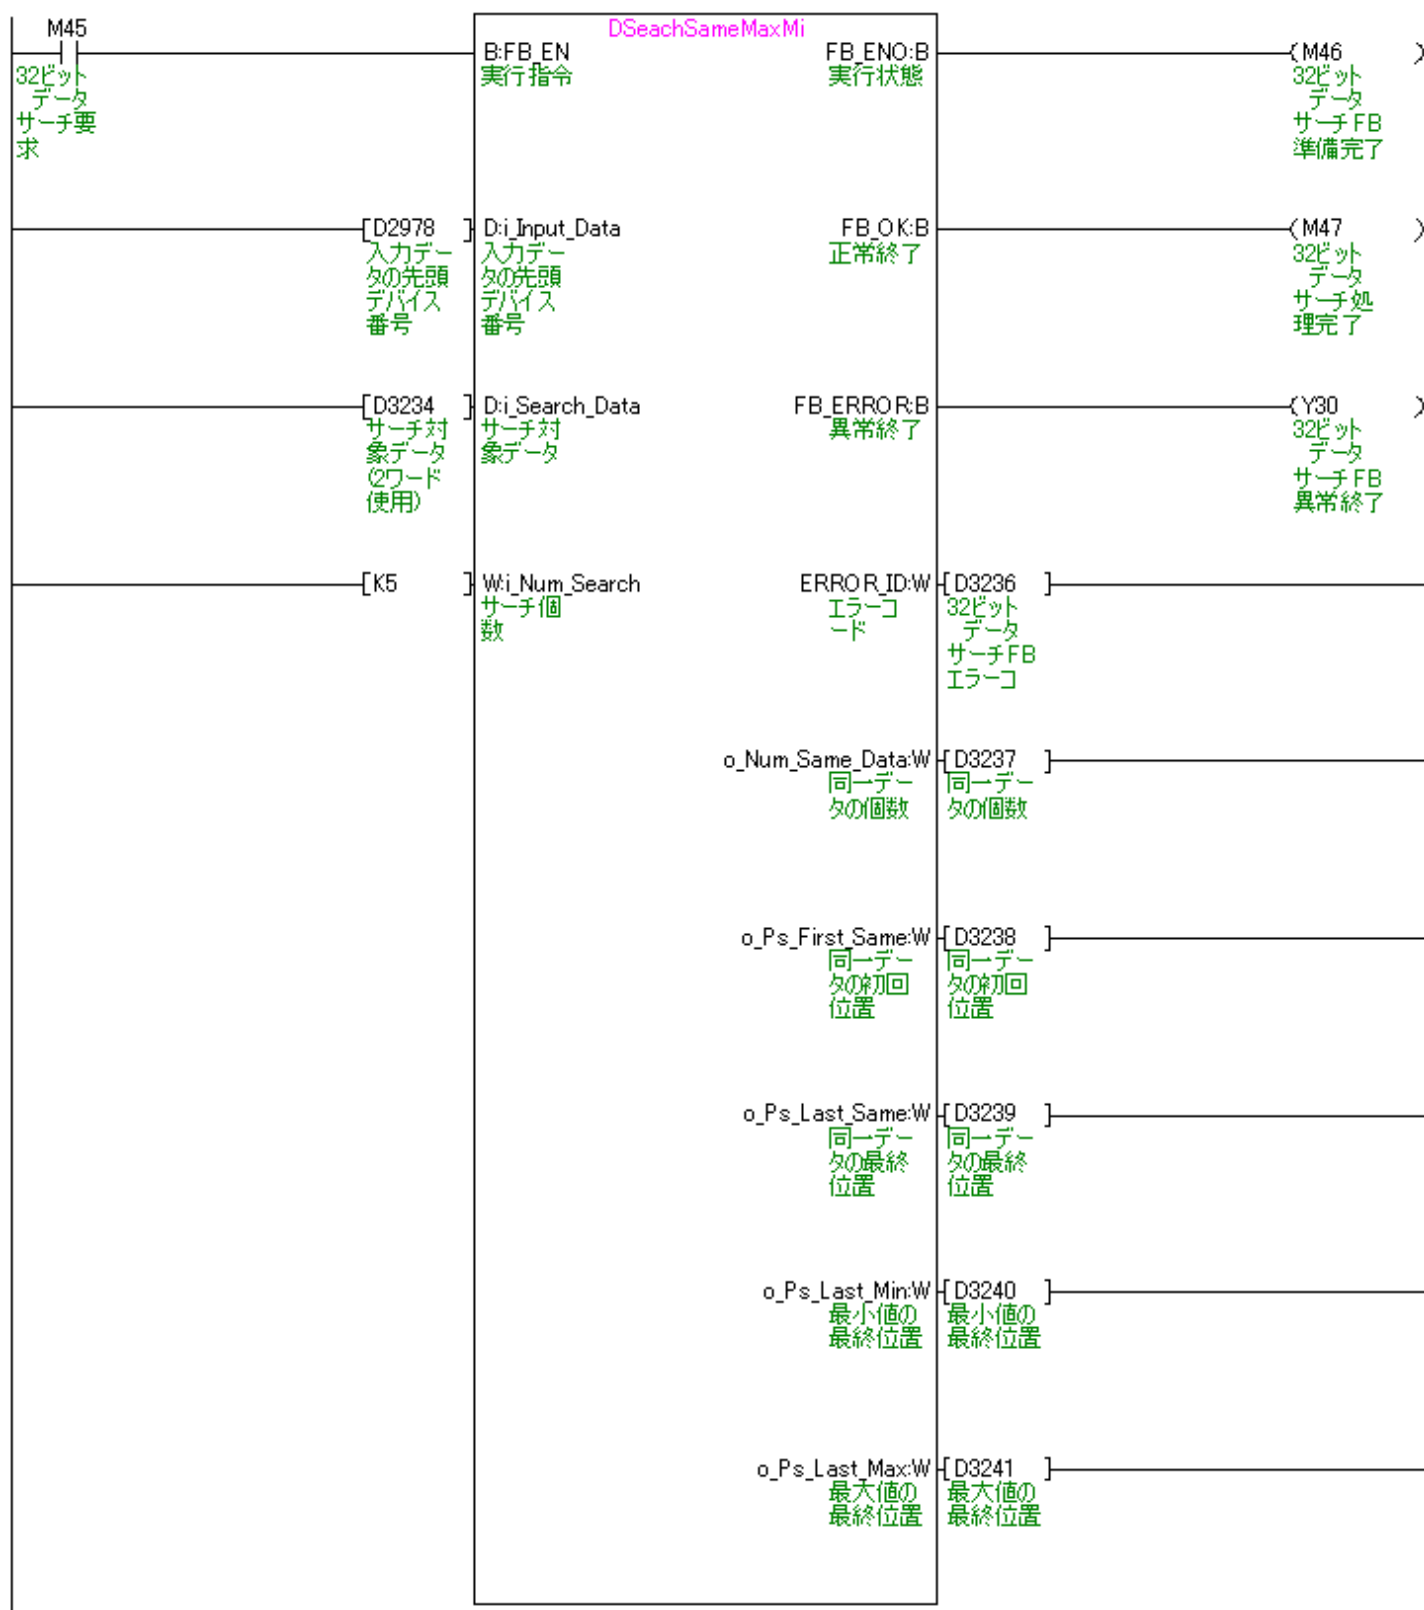 M45
32ビット
データ
サーチ要
求
DSeachSameMaxMi
B:FB_EN
実行指令
FB_ENO:B
実行状態
M46
32ビット
データ
サーチFB
準備完了
D2978
入力デー
タの先頭
デバイス
番号
D:i_Input_Data
入力デー
タの先頭
デバイス
番号
FB_OK:B
正常終了
M47
32ビット
データ
サーチ処
理完了
D3234
サーチ対
象データ
(2ワード
使用)
D:i_Search_Data
サーチ対
象データ
FB_ERROR:B
異常終了
Y30
32ビット
データ
サーチFB
異常終了
K5
W:i_Num_Search
サーチ個
数
ERROR_ID:W
エラーコ
ード
D3236
32ビット
データ
サーチFB
エラーコ
o_Num_Same_Data:W
同一デー
タの個数
D3237
同一デー
タの個数
o_Ps_First_Same:W
同一デー
タの初回
位置
D3238
同一デー
タの初回
位置
o_Ps_Last_Same:W
同一デー
タの最終
位置
D3239
同一デー
タの最終
位置
o_Ps_Last_Min:W
最小値の
最終位置
D3240
最小値の
最終位置
o_Ps_Last_Max:W
最大値の
最終位置
D3241
最大値の
最終位置